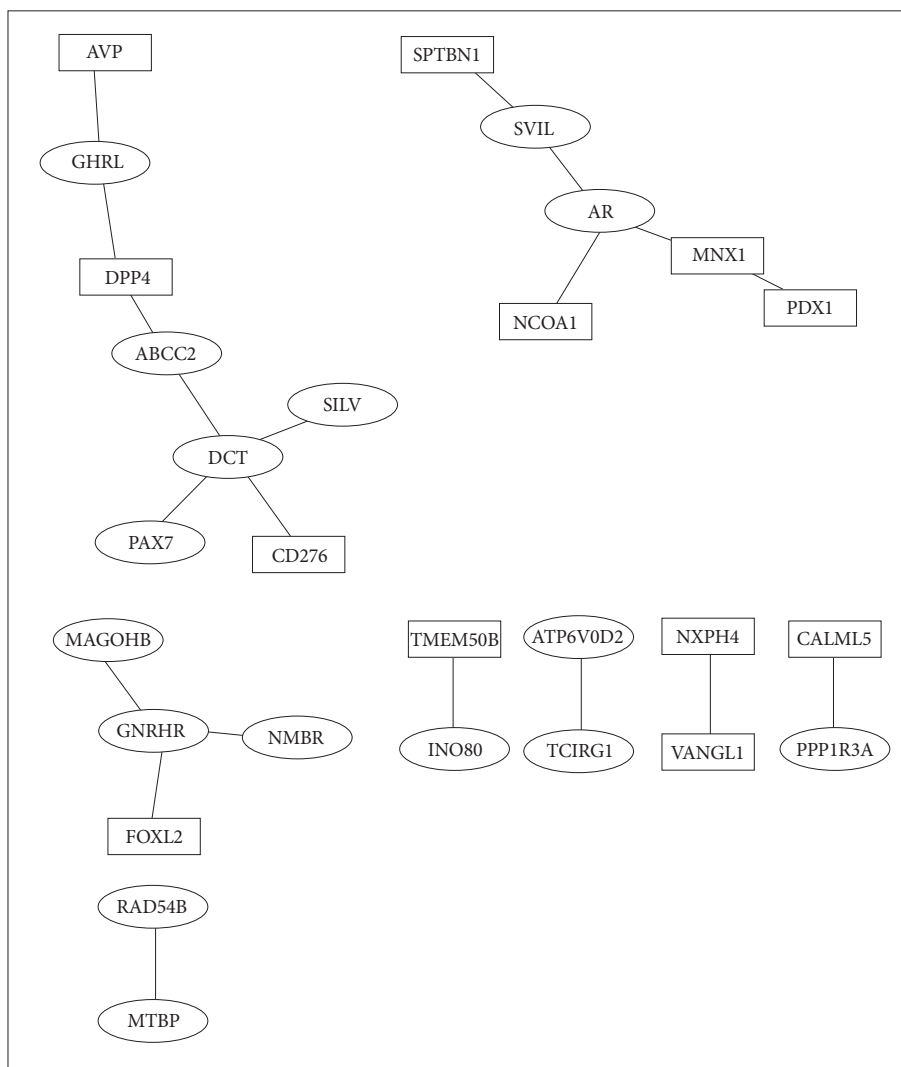 AVP
SPTBN1
SVIL
GHRL
AR
MNX1
DPP4
PDX1
NCOA1
ABCC2
SILV
DCT
PAX7
CD276
MAGOHB
TMEM50B
ATP6V0D2
NXPH4
CALML5
GNRHR
NMBR
INO80
TCIRG1
VANGL1
PPP1R3A
FOXL2
RAD54B
MTBP